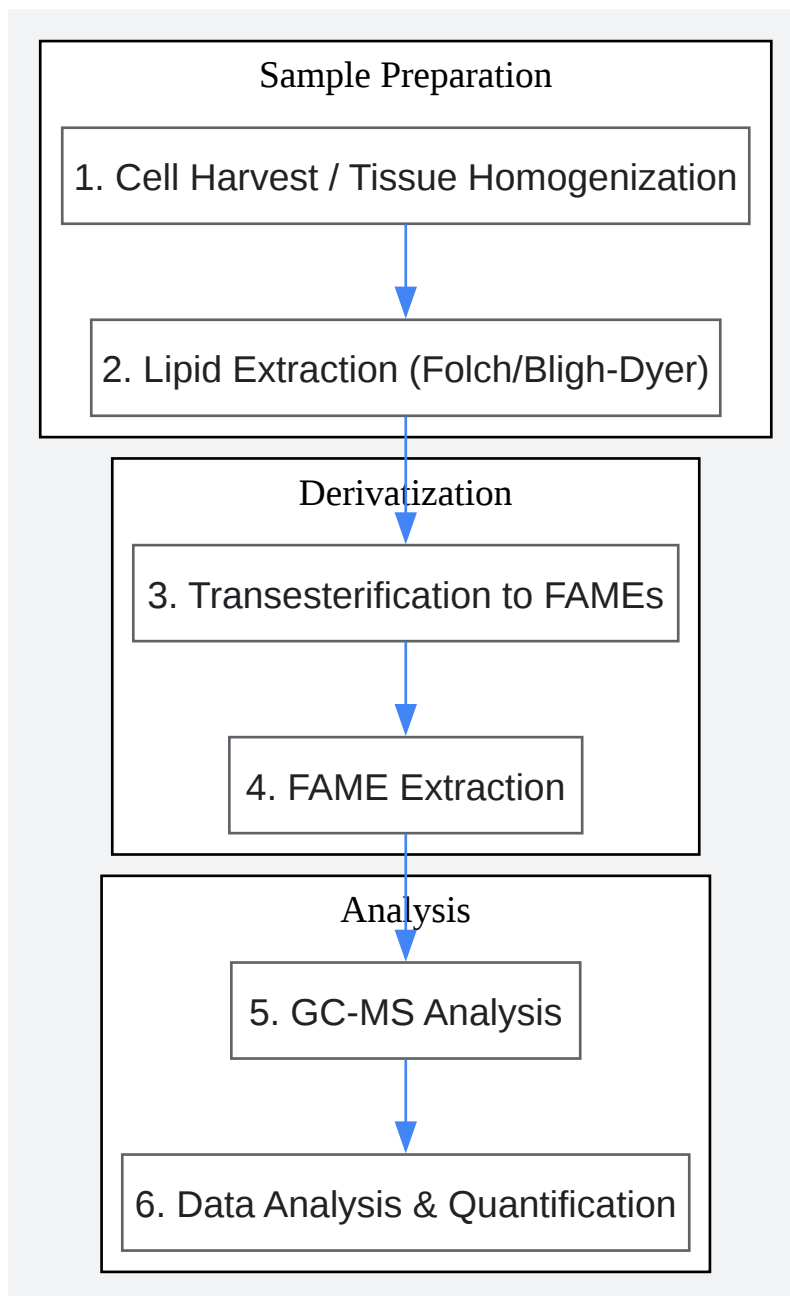 Sample Preparation
1. Cell Harvest / Tissue Homogenization
2. Lipid Extraction (Folch/Bligh-Dyer)
Derivatization
3. Transesterification to FAMEs
4. FAME Extraction
Analysis
5. GC-MS Analysis
6. Data Analysis & Quantification